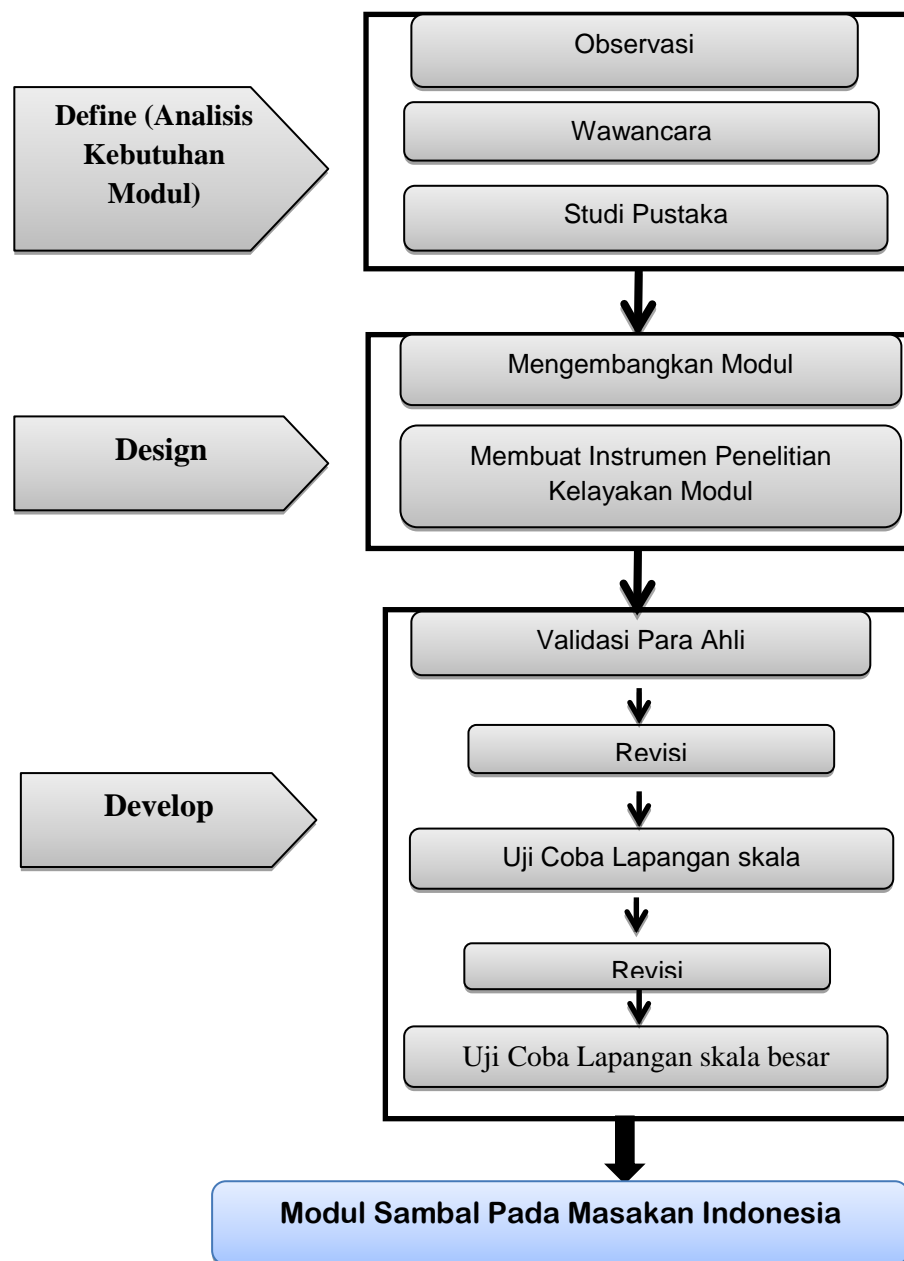 Define (Analisis
Kebutuhan
Modul)
Observasi
Wawancara
Studi Pustaka
Design
Mengembangkan Modul
Membuat Instrumen Penelitian
Kelayakan Modul
Develop
Validasi Para Ahli
Revisi
Uji Coba Lapangan skala
Revisi
Uji Coba Lapangan skala besar
Modul Sambal Pada Masakan Indonesia